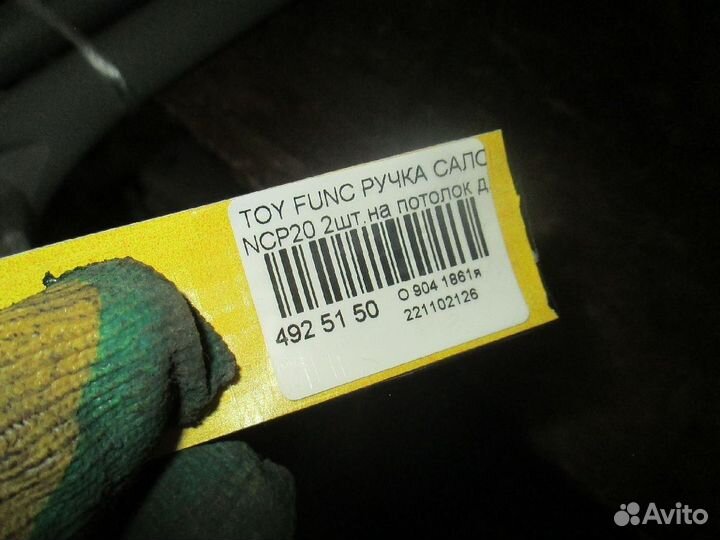 TOY FUNC РУЧКА САЛО
NCP20 2шт.на потолок д
492 51 50
О 904 1861я
221102126
Avito